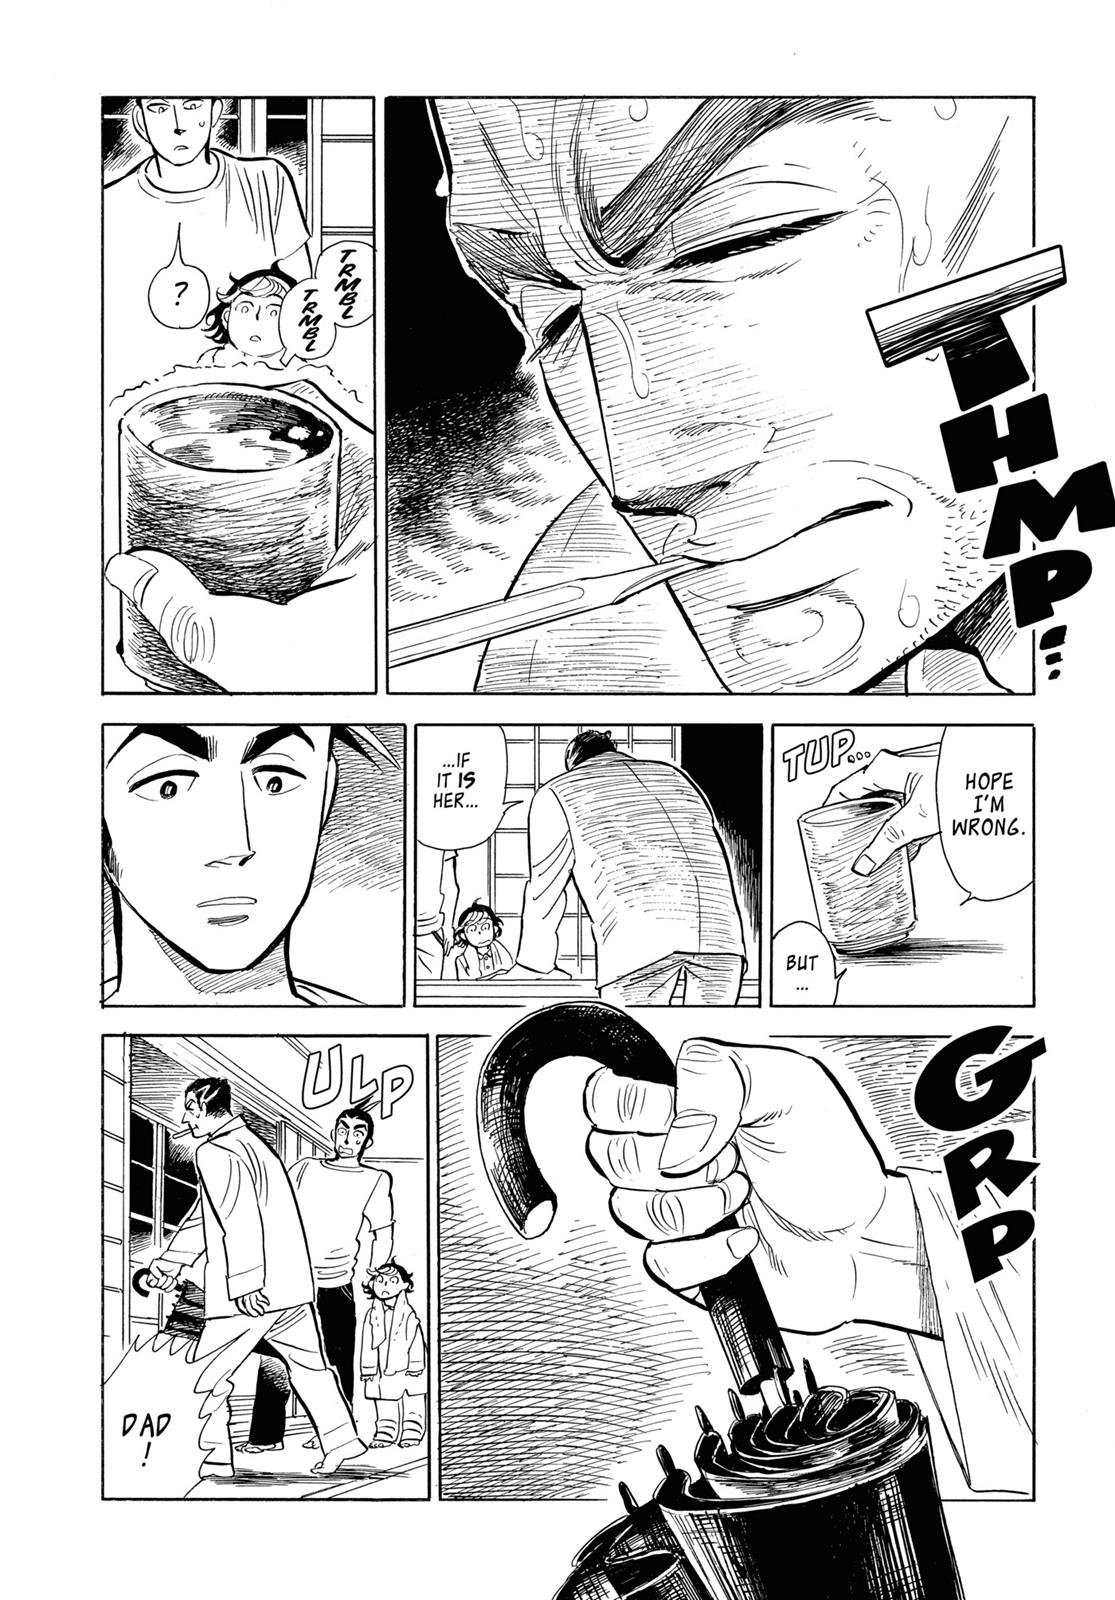 THMP...
TRMBL
TRMBL
?
HOPE
I'M
WRONG.
TUP...
BUT
...
...IF
IT IS
HER...
GRP
ULP
DAD
!